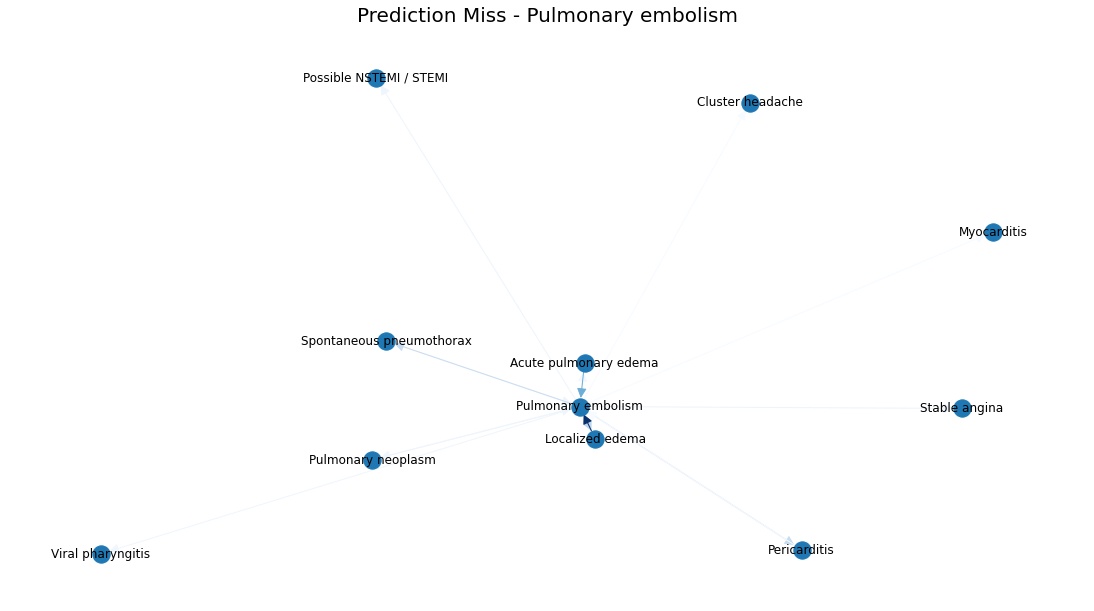 Prediction Miss - Pulmonary embolism
Possible NSTEMI / STEMI
Cluster headache
Myocarditis
Spontaneous pneumothorax
Acute pulmonary edema
Pulmonary embolism
Stable angina
Localized edema
Pulmonary neoplasm
Pericarditis
Viral pharyngitis